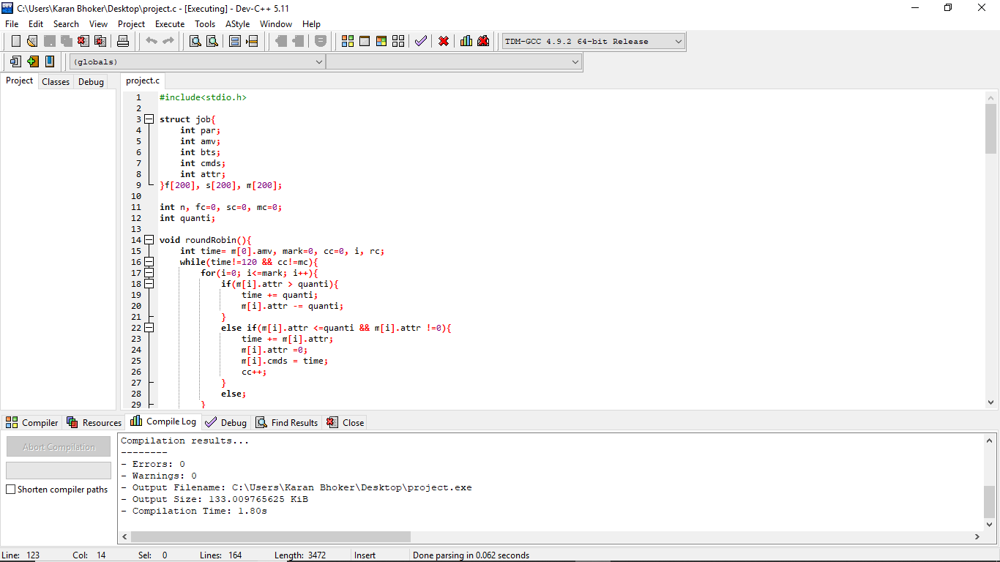 C:\Users\Karan Bhoker\Desktop\project.c - [Executing] - Dev-C++ 5.11
File Edit Search View Project Execute Tools AStyle Window Help
TDM-GCC 4.9.2 64-bit Release
(globals)
Project Classes Debug project.c
1 #include<stdio.h>
2
3 struct job{
4 int par;
5 int amv;
6 int bts;
7 int cmds;
8 int attr;
9 }f[200], s[200], m[200];
10
11 int n, fc=0, sc=0, mc=0;
12 int quanti;
13
14 void roundRobin(){
15 int time= m[0].amv, mark=0, cc=0, i, rc;
16 while(time!=120 && cc!=mc){
17 for(i=0; i<=mark; i++){
18 if(m[i].attr > quanti){
19 time += quanti;
20 m[i].attr -= quanti;
21 }
22 else if(m[i].attr <=quanti && m[i].attr !=0){
23 time += m[i].attr;
24 m[i].attr =0;
25 m[i].cmds = time;
26 cc++;
27 }
28 else;
29 }
Compiler Resources Compile Log Debug Find Results Close
Abort Compilation
Shorten compiler paths
Compilation results...
--------
- Errors: 0
- Warnings: 0
- Output Filename: C:\Users\Karan Bhoker\Desktop\project.exe
- Output Size: 133.009765625 KiB
- Compilation Time: 1.80s
Line: 123 Col: 14 Sel: 0 Lines: 164 Length: 3472 Insert Done parsing in 0.062 seconds